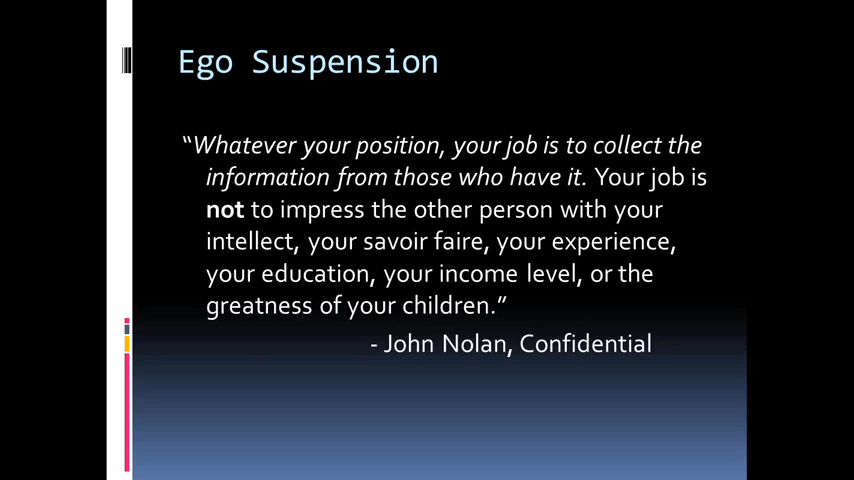 Ego Suspension
“Whatever your position, your job is to collect the
information from those who have it. Your job is
not to impress the other person with your
intellect, your savoir faire, your experience,
your education, your income level, or the
greatness of your children.”
- John Nolan, Confidential